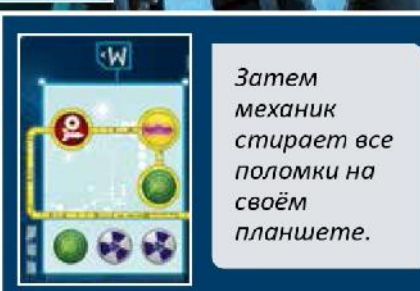 W
Затем
механик
стирает все
поломки на
своём
планшете.